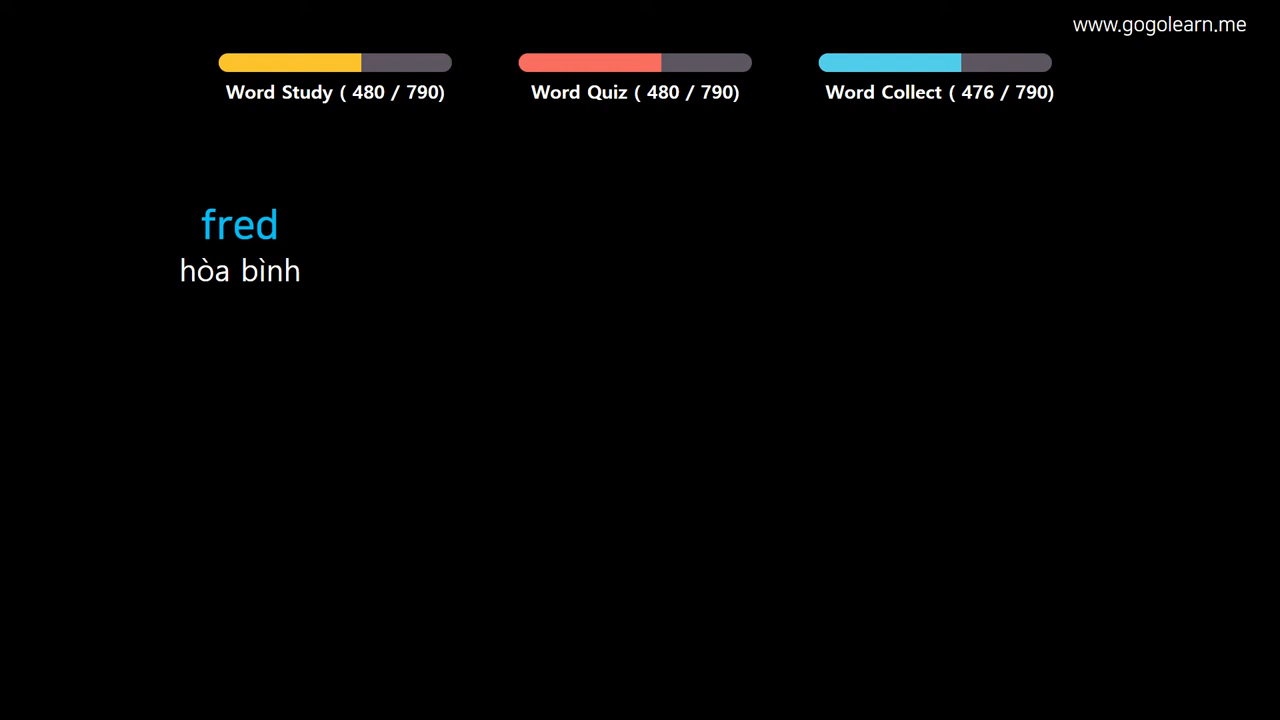 www.gogolearn.me
Word Study ( 480 / 790)
Word Quiz ( 480 / 790)
Word Collect ( 476 / 790)
fred
hòa bình